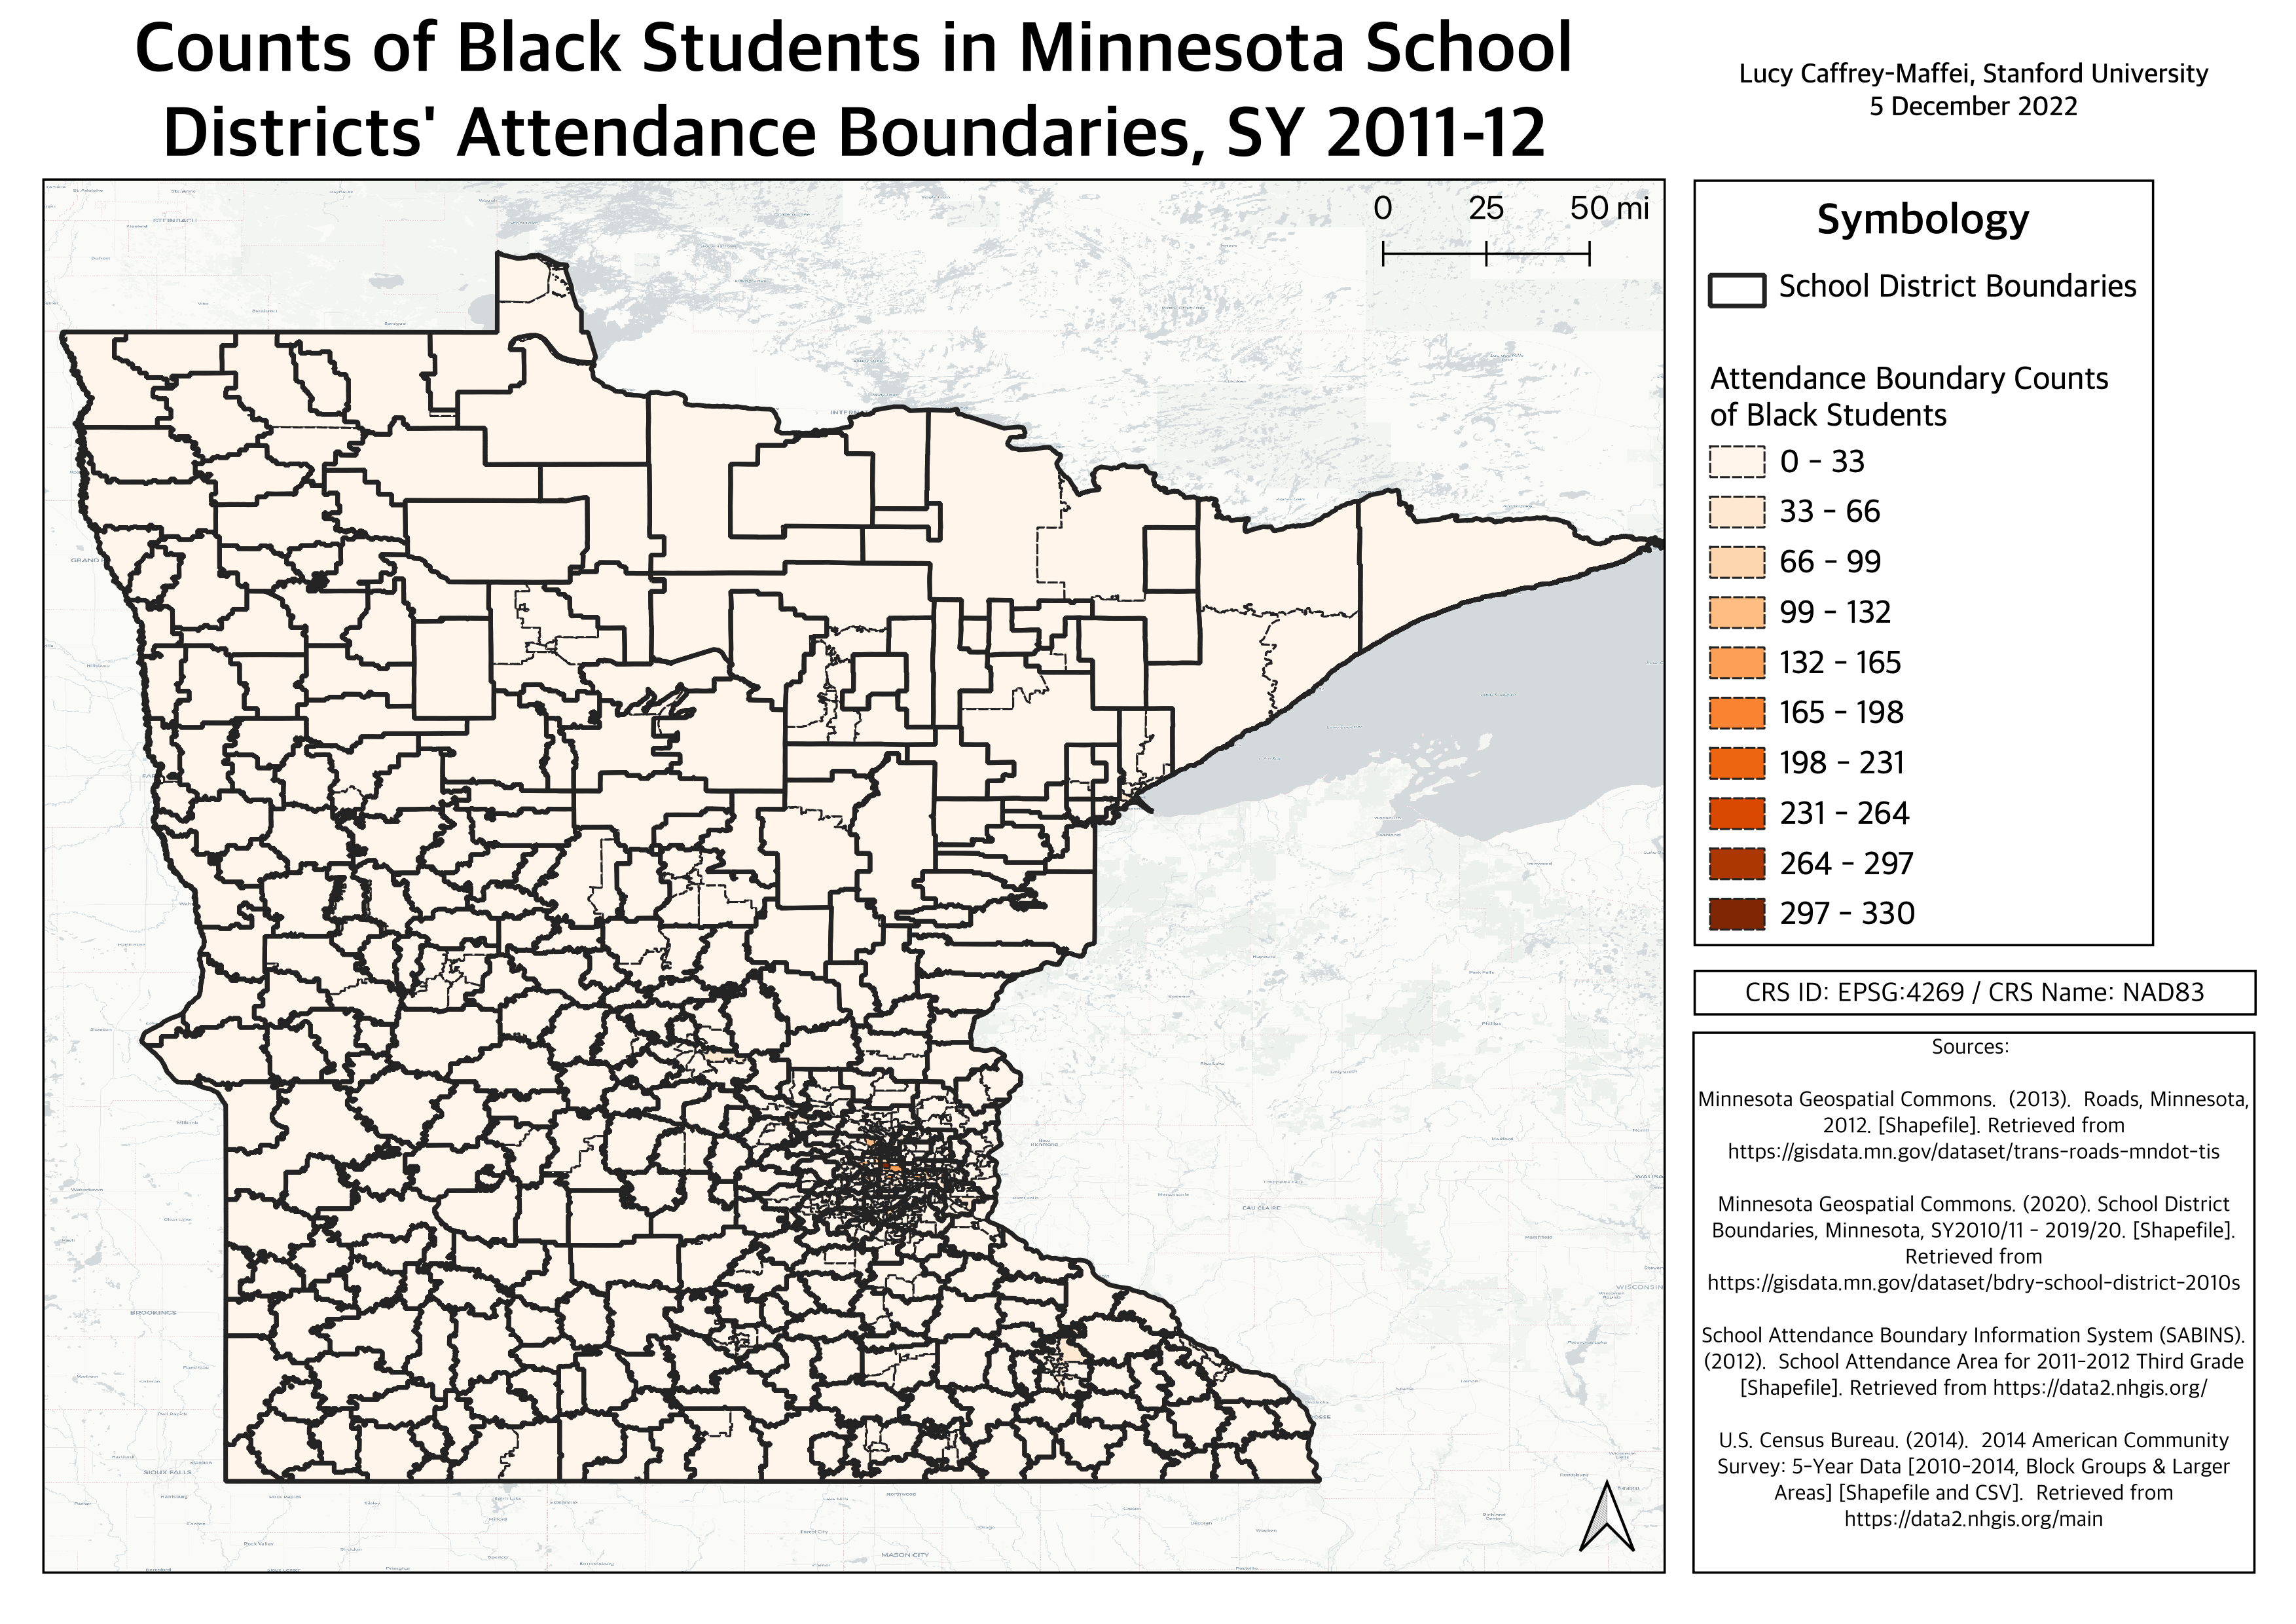 Counts of Black Students in Minnesota School
Districts' Attendance Boundaries, SY 2011-12
Lucy Caffrey-Maffei, Stanford University
5 December 2022
0 25 50 mi
STEINBACH
BROOKINGS
SIOUX FALLS
MASON CITY
EAU CLAIRE
Symbology
School District Boundaries
Attendance Boundary Counts
of Black Students
0 - 33
33 - 66
66 - 99
99 - 132
132 - 165
165 - 198
198 - 231
231 - 264
264 - 297
297 - 330
CRS ID: EPSG:4269 / CRS Name: NAD83
Sources:
Minnesota Geospatial Commons. (2013). Roads, Minnesota,
2012. [Shapefile]. Retrieved from
https://gisdata.mn.gov/dataset/trans-roads-mndot-tis
Minnesota Geospatial Commons. (2020). School District
Boundaries, Minnesota, SY2010/11 - 2019/20. [Shapefile].
Retrieved from
https://gisdata.mn.gov/dataset/bdry-school-district-2010s
School Attendance Boundary Information System (SABINS).
(2012). School Attendance Area for 2011-2012 Third Grade
[Shapefile]. Retrieved from https://data2.nhgis.org/
U.S. Census Bureau. (2014). 2014 American Community
Survey: 5-Year Data [2010-2014, Block Groups & Larger
Areas] [Shapefile and CSV]. Retrieved from
https://data2.nhgis.org/main